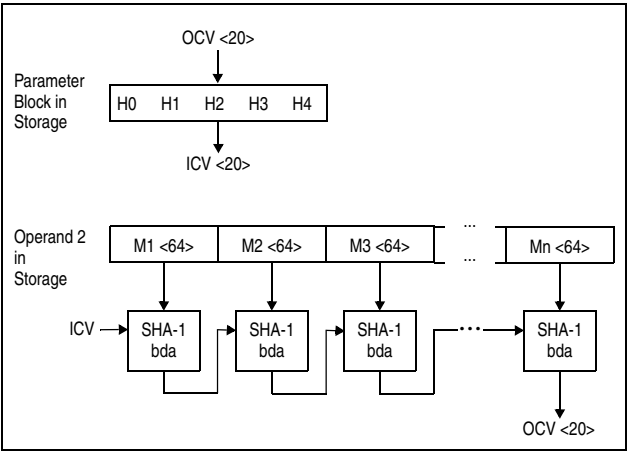 OCV <20>
Parameter
Block in
Storage
H0 H1 H2 H3 H4
ICV <20>
Operand 2
in
Storage
M1 <64> M2 <64> M3 <64> ... ... Mn <64>
ICV
SHA-1
bda
SHA-1
bda
SHA-1
bda
...
SHA-1
bda
OCV <20>